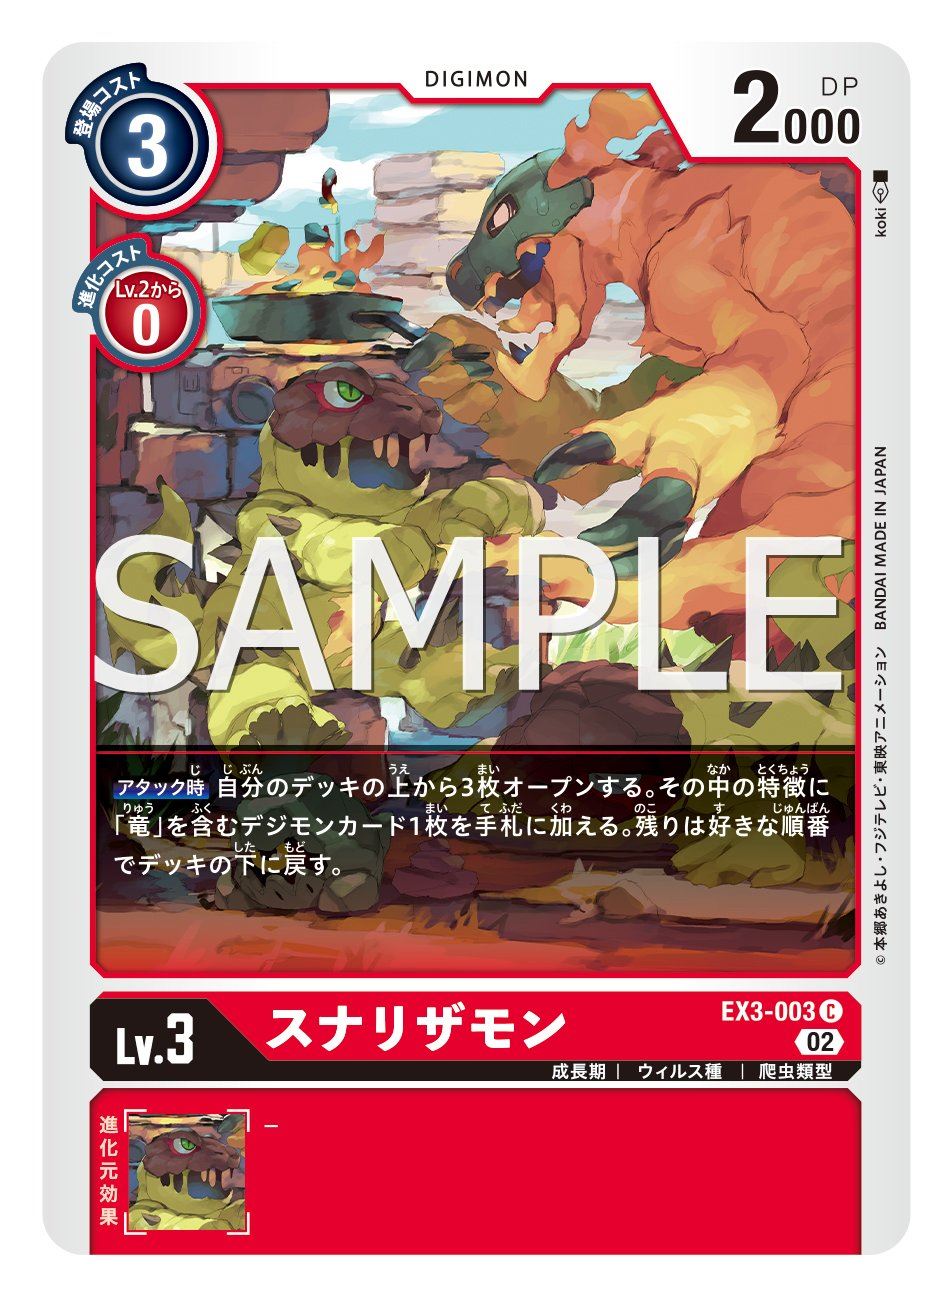 DIGIMON
登場コスト
3
DP
2000
進化コスト
Lv.2から
0
koki
SAMPLE
アタック時 自分のデッキの上から3枚オープンする。その中の特徴に
「竜」を含むデジモンカード1枚を手札に加える。残りは好きな順番
でデッキの下に戻す。
©本郷あきよし・フジテレビ・東映アニメーション BANDAI MADE IN JAPAN
Lv.3
スナリザモン
EX3-003 C
02
成長期 | ウィルス種 | 爬虫類型
進化元効果
–